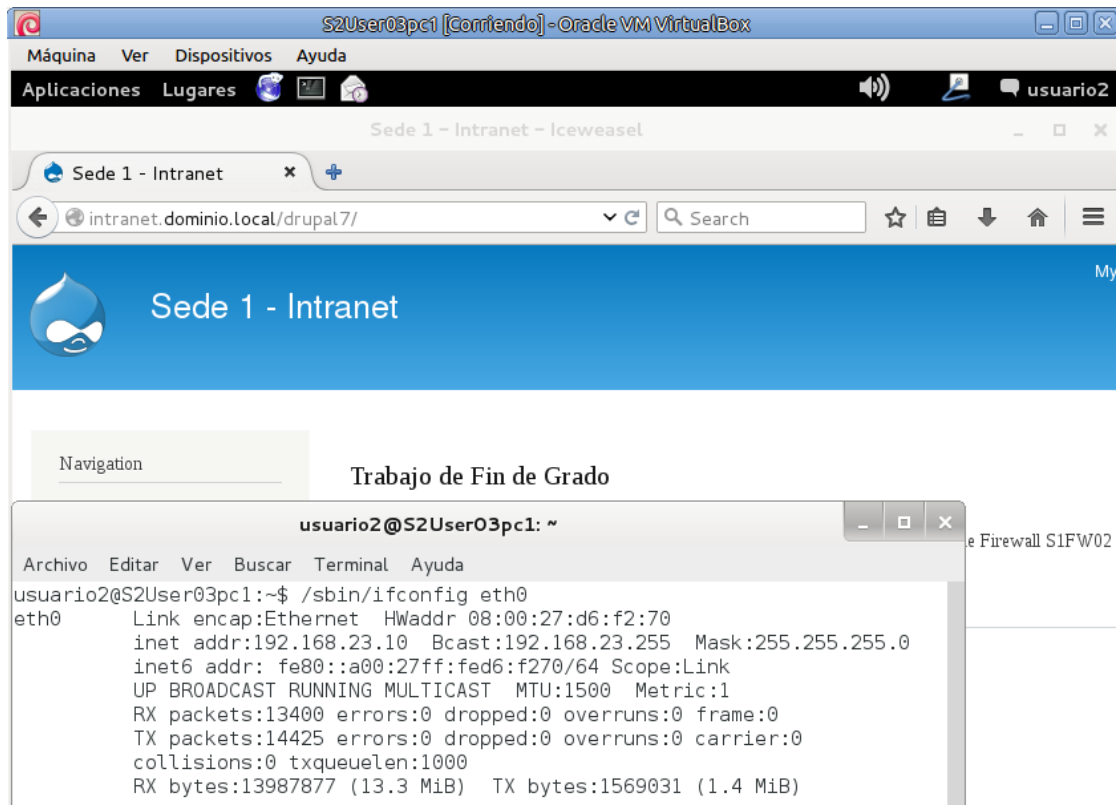 S2User03pc1 [Corriendo] - Oracle VM VirtualBox
Máquina Ver Dispositivos Ayuda
Aplicaciones Lugares usuario2
Sede 1 - Intranet - Iceweasel
Sede 1 - Intranet
intranet.dominio.local/drupal7/ Search
My
Sede 1 - Intranet
Navigation
Trabajo de Fin de Grado
e Firewall S1FW02
usuario2@S2User03pc1: ~
Archivo Editar Ver Buscar Terminal Ayuda
usuario2@S2User03pc1:~$ /sbin/ifconfig eth0
eth0 Link encap:Ethernet HWaddr 08:00:27:d6:f2:70
inet addr:192.168.23.10 Bcast:192.168.23.255 Mask:255.255.255.0
inet6 addr: fe80::a00:27ff:fed6:f270/64 Scope:Link
UP BROADCAST RUNNING MULTICAST MTU:1500 Metric:1
RX packets:13400 errors:0 dropped:0 overruns:0 frame:0
TX packets:14425 errors:0 dropped:0 overruns:0 carrier:0
collisions:0 txqueuelen:1000
RX bytes:13987877 (13.3 MiB) TX bytes:1569031 (1.4 MiB)